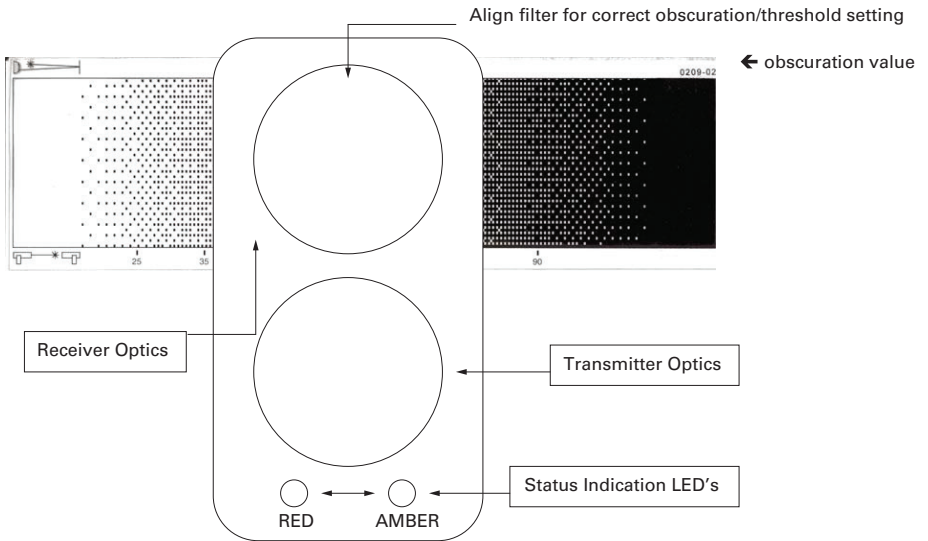 Align filter for correct obscuration/threshold setting
← obscuration value
0209-02
25 35 90
Receiver Optics
Transmitter Optics
Status Indication LED's
RED AMBER